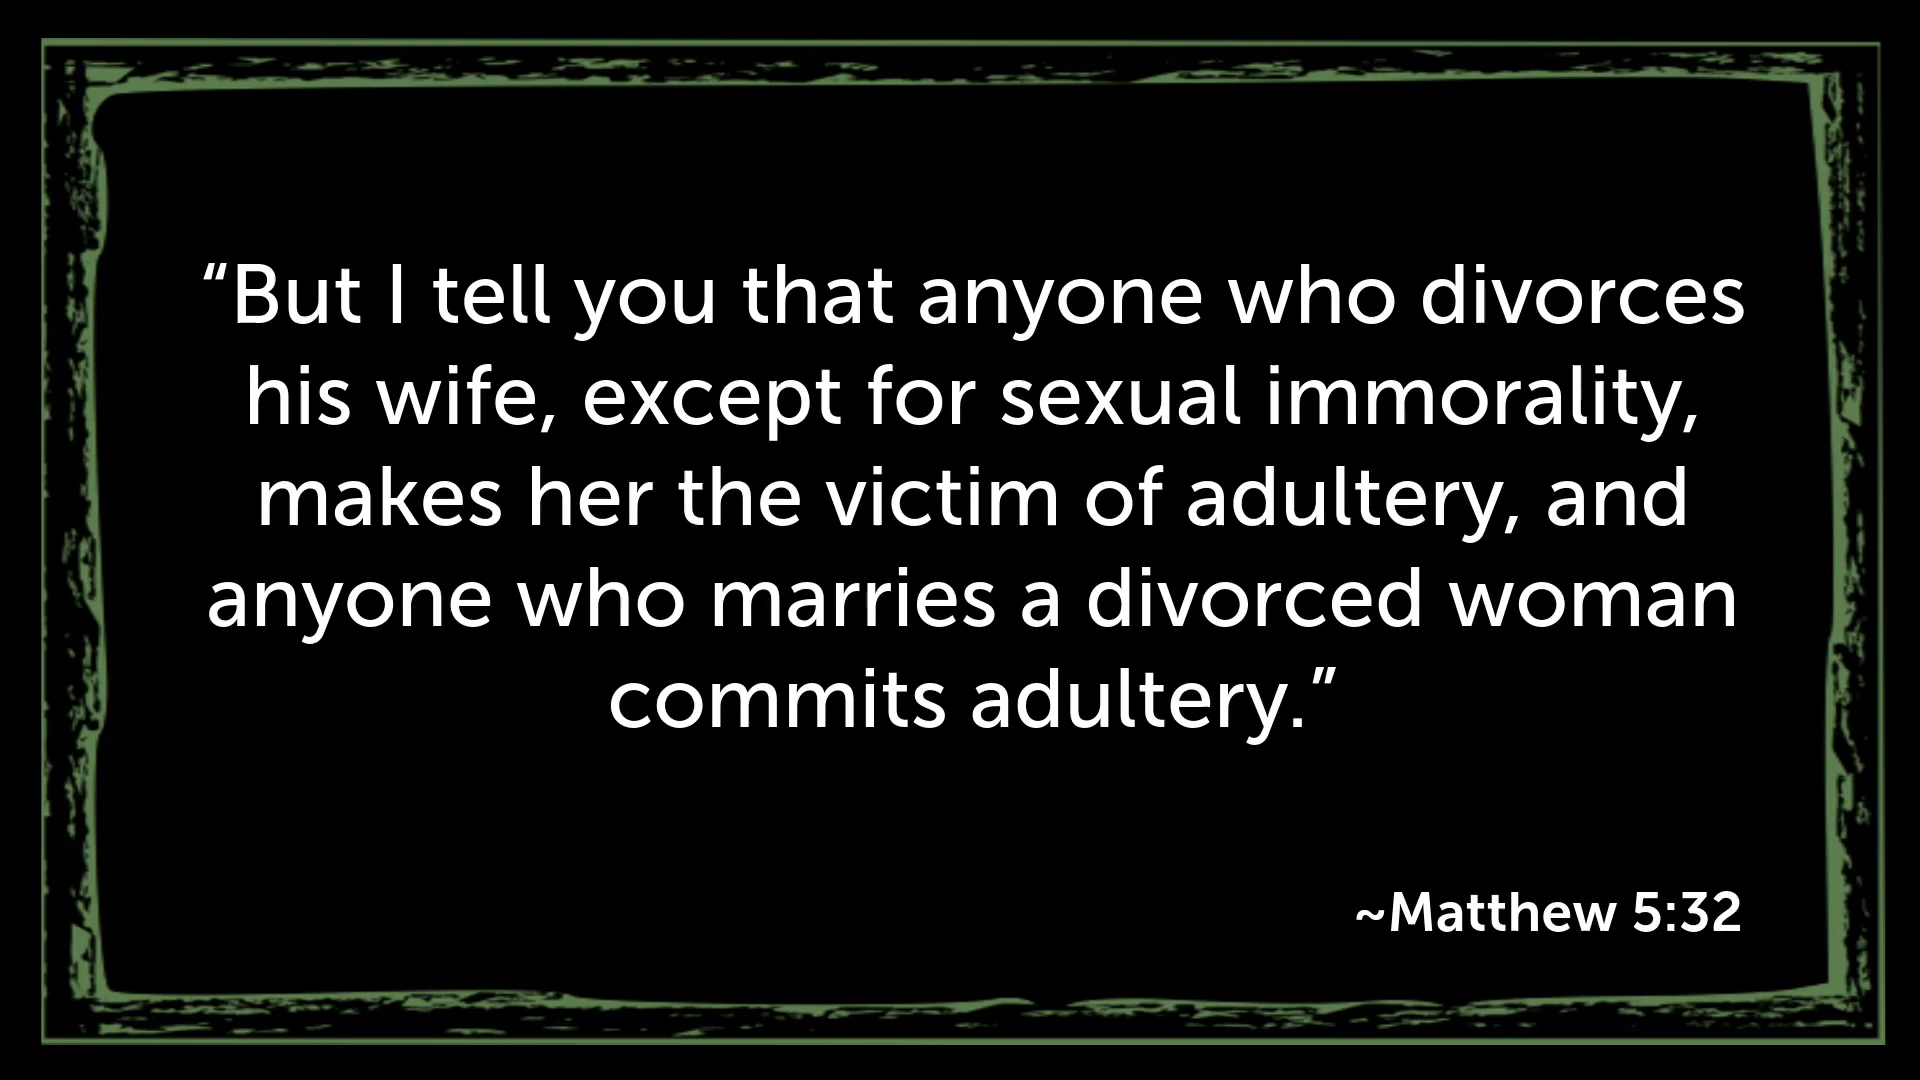 “But I tell you that anyone who divorces
his wife, except for sexual immorality,
makes her the victim of adultery, and
anyone who marries a divorced woman
commits adultery.”
~Matthew 5:32